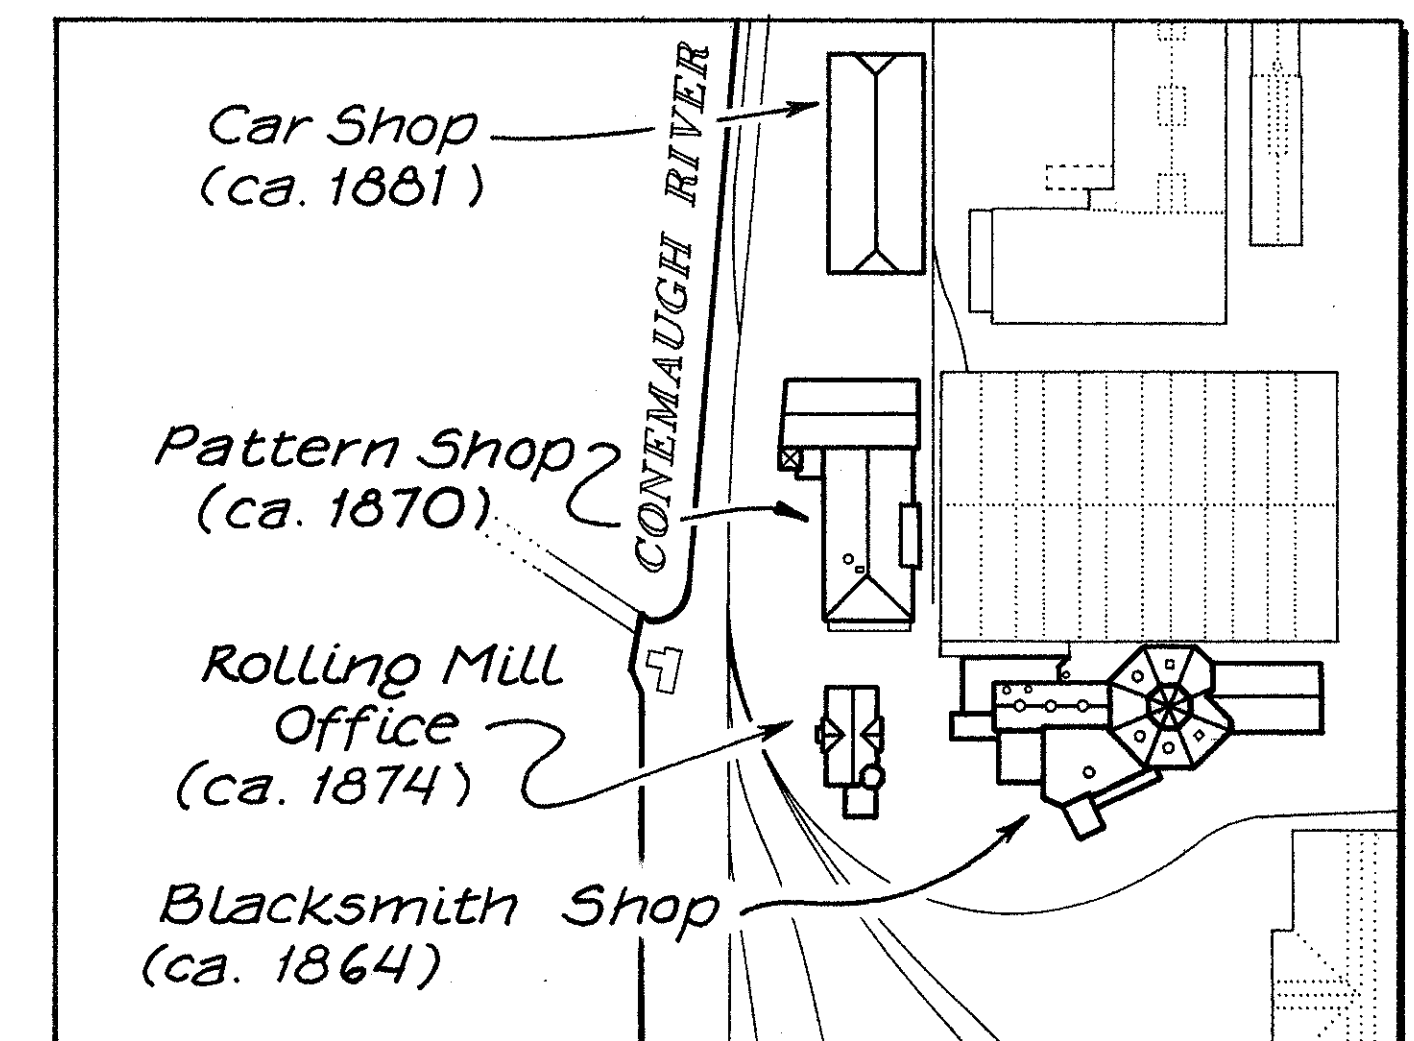 Car Shop
(ca. 1881)
CONEMAUGH RIVER
Pattern Shop
(ca. 1870)
Rolling Mill
Office
(ca. 1874)
Blacksmith Shop
(ca. 1864)